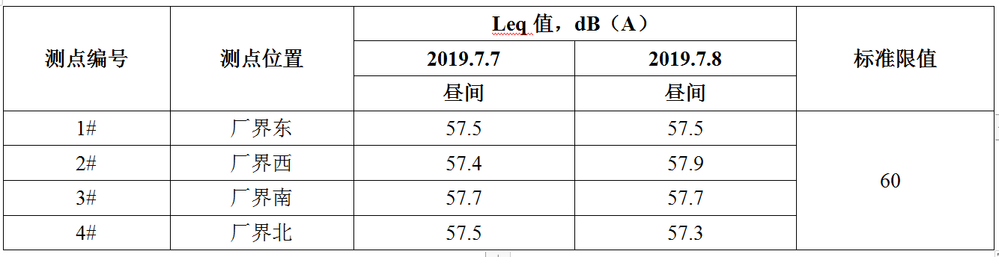 测点编号 测点位置 Leq 值，dB（A） 标准限值
2019.7.7 2019.7.8
昼间 昼间
1# 厂界东 57.5 57.5 60
2# 厂界西 57.4 57.9
3# 厂界南 57.7 57.7
4# 厂界北 57.5 57.3